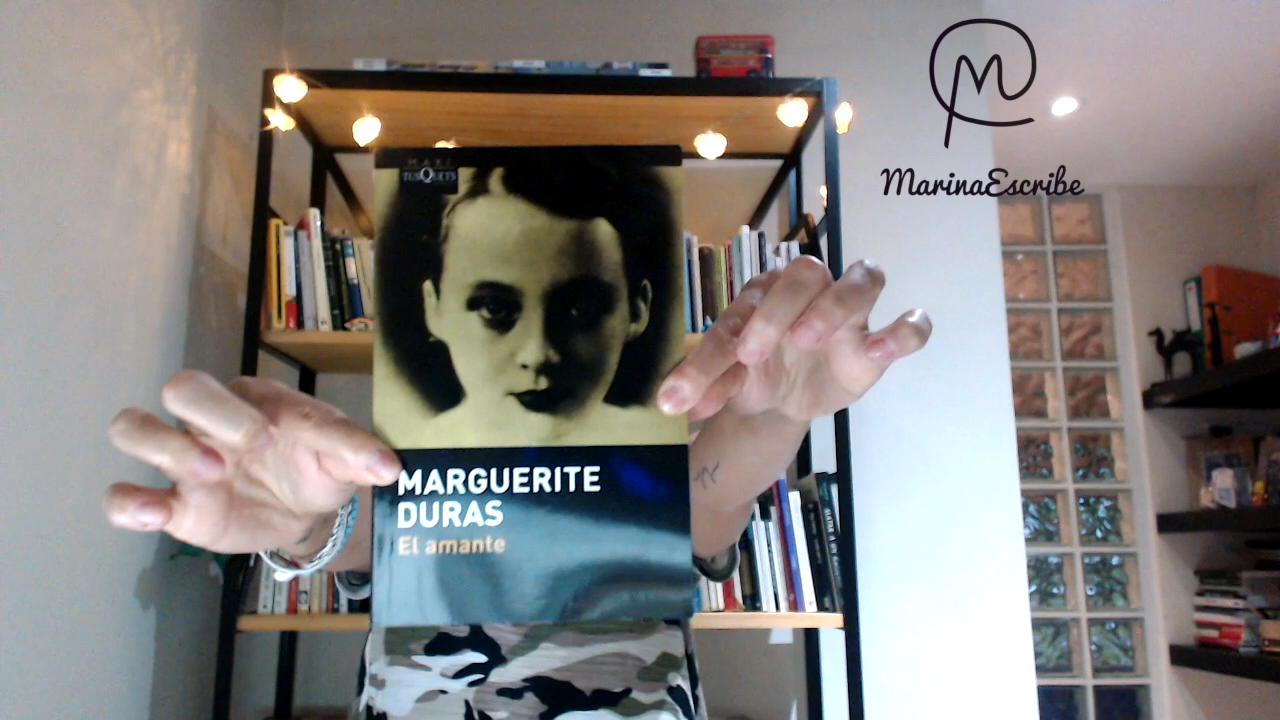 MarinaEscribe
MAXI
TUSQUETS
MARGUERITE
DURAS
El amante